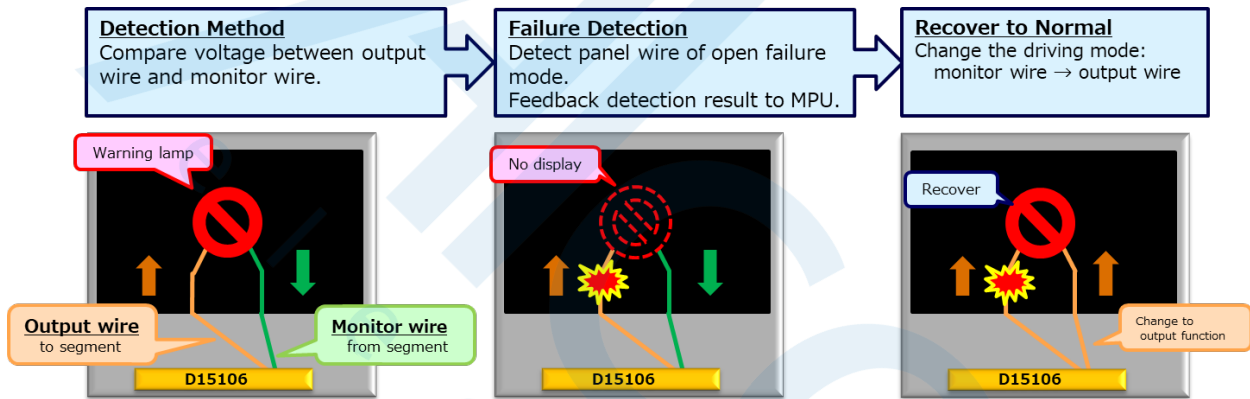 Detection Method
Compare voltage between output
wire and monitor wire.
Failure Detection
Detect panel wire of open failure
mode.
Feedback detection result to MPU.
Recover to Normal
Change the driving mode:
monitor wire → output wire
Warning lamp
Output wire
to segment
Monitor wire
from segment
D15106
No display
D15106
Recover
Change to
output function
D15106